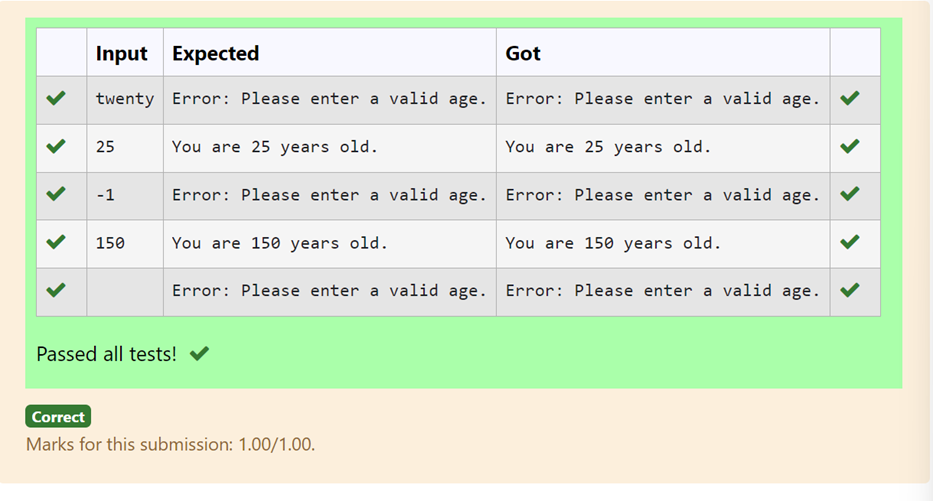 Input Expected Got
twenty Error: Please enter a valid age. Error: Please enter a valid age.
25 You are 25 years old. You are 25 years old.
-1 Error: Please enter a valid age. Error: Please enter a valid age.
150 You are 150 years old. You are 150 years old.
Error: Please enter a valid age. Error: Please enter a valid age.
Passed all tests!
Correct
Marks for this submission: 1.00/1.00.